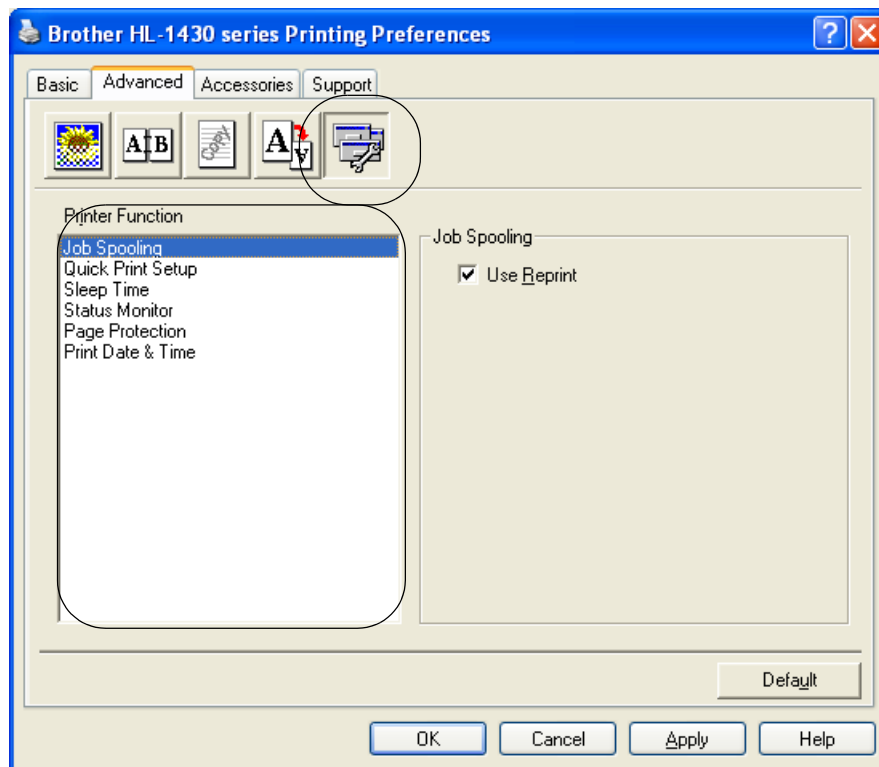 Brother HL-1430 series Printing Preferences
Basic Advanced Accessories Support
A B Copy A A
Printer Function
Job Spooling
Quick Print Setup
Sleep Time
Status Monitor
Page Protection
Print Date & Time
Job Spooling
Use Reprint
Default
OK Cancel Apply Help